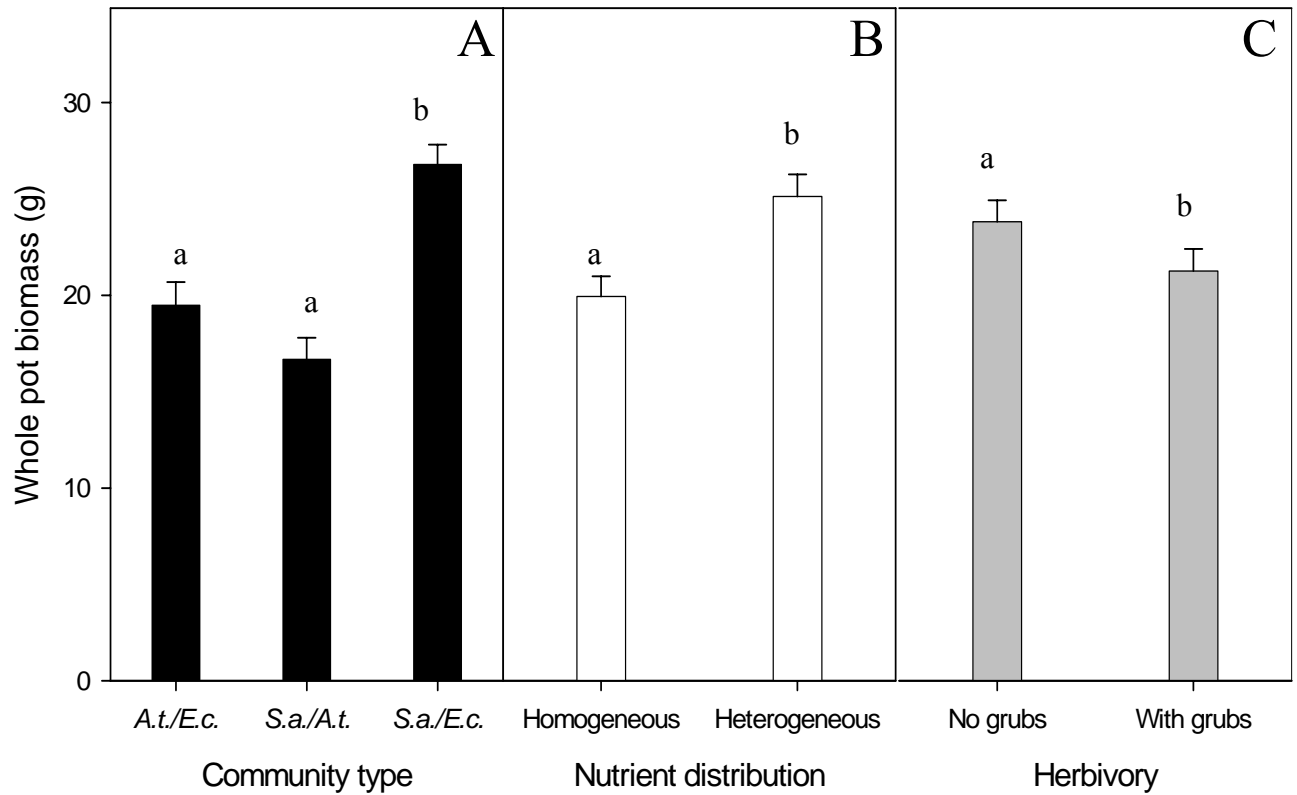 A
B
C
Whole pot biomass (g)
30
20
10
0
a
a
b
a
b
a
b
A.t./E.c.
S.a./A.t.
S.a./E.c.
Homogeneous
Heterogeneous
No grubs
With grubs
Community type
Nutrient distribution
Herbivory